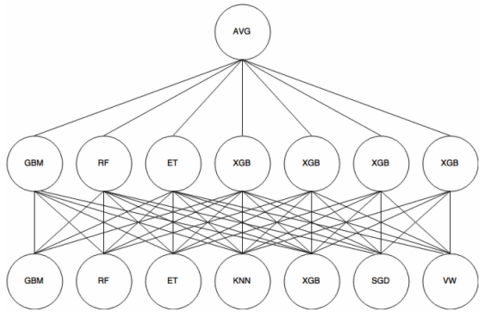 AVG
GBM RF ET XGB XGB XGB XGB
GBM RF ET KNN XGB SGD VW